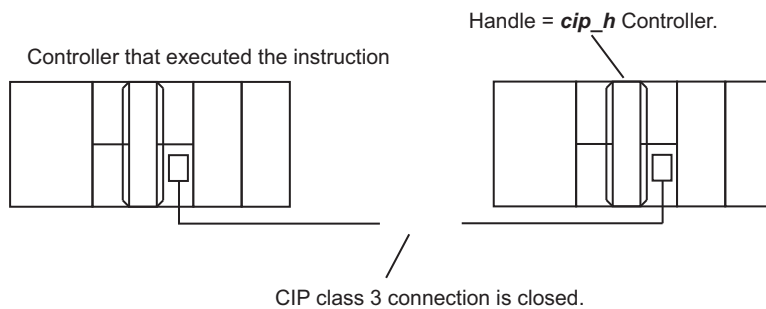 Handle = cip_h Controller.
Controller that executed the instruction
CIP class 3 connection is closed.